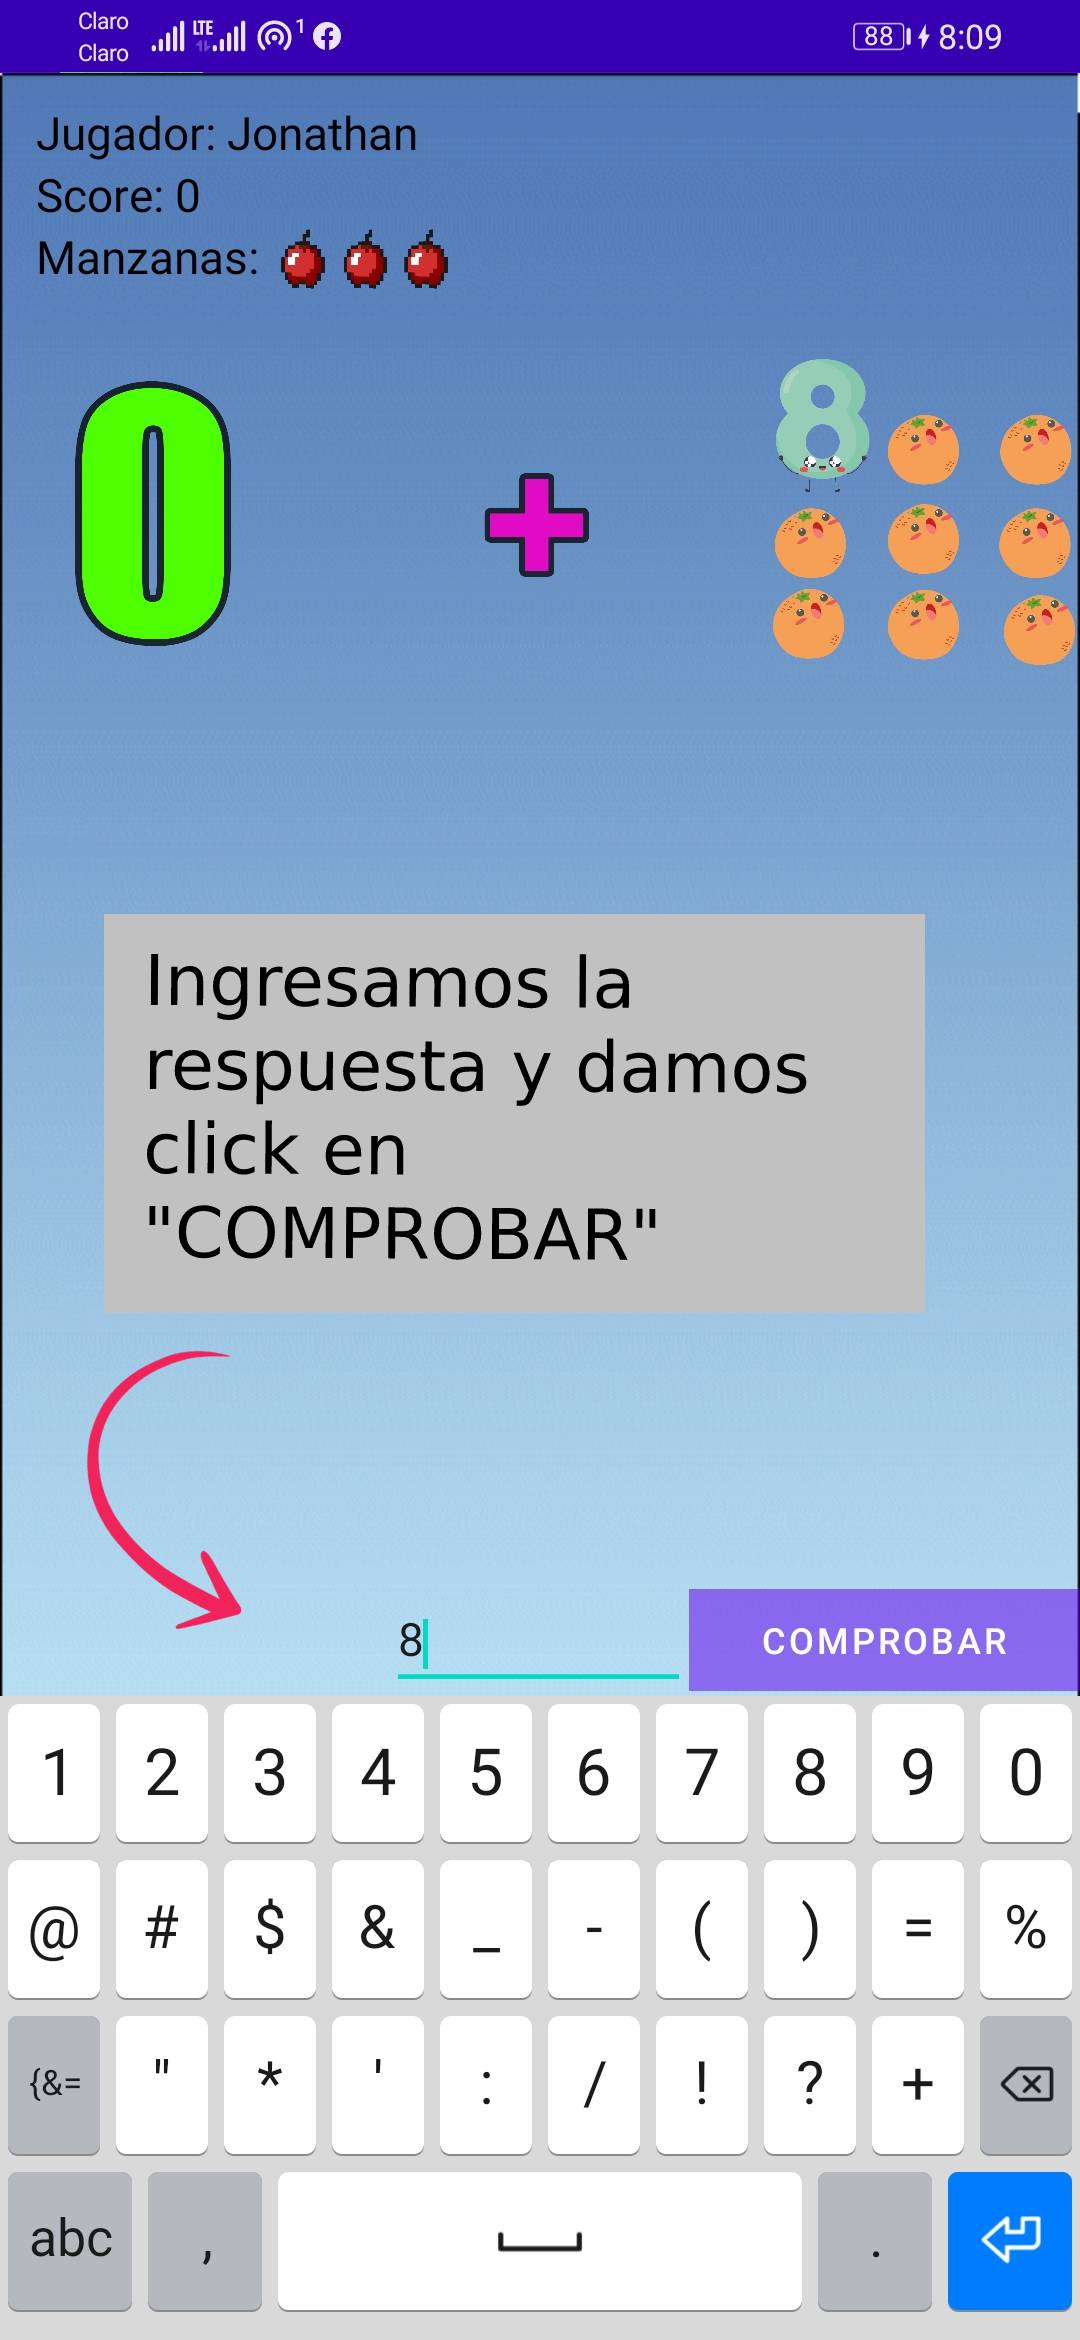 Claro
Claro
LTE
1
88
8:09
Jugador: Jonathan
Score: 0
Manzanas:
0 + 8
Ingresamos la
respuesta y damos
click en
"COMPROBAR"
8
COMPROBAR
1 2 3 4 5 6 7 8 9 0
@ # $ & _ - ( ) = %
{&= " * ' : / ! ? +
abc , .